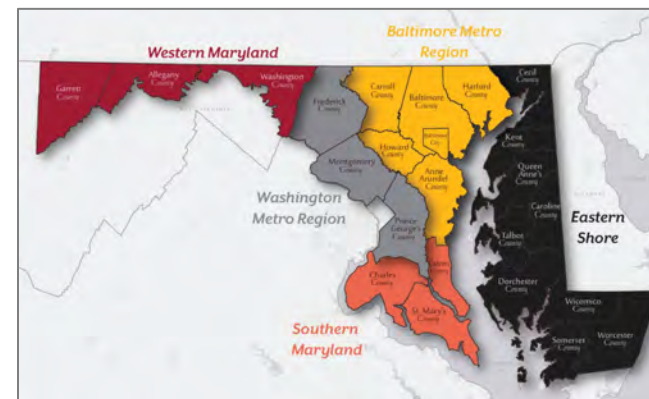 Baltimore Metro
Region
Western Maryland
Garrett
County
Allegany
County
Washington
County
Frederick
County
Carroll
County
Baltimore
County
Harford
County
Cecil
County
Baltimore
City
Kent
County
Howard
County
Montgomery
County
Anne
Arundel
County
Queen
Anne's
County
Washington
Metro Region
Prince
George's
County
Caroline
County
Talbot
County
Eastern
Shore
Charles
County
County
Dorchester
County
St. Mary's
County
Wicomico
County
Southern
Maryland
Somerset
County
Worcester
County